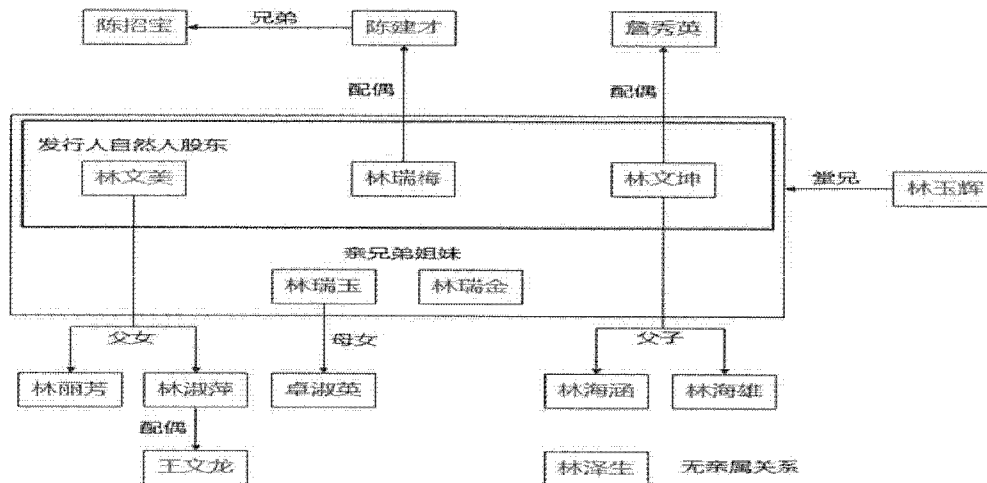 陈招宝
兄弟
陈建才
詹秀英
配偶
配偶
发行人自然人股东
林文美
林瑞梅
林文坤
堂兄
林玉辉
亲兄弟姐妹
林瑞玉
林瑞金
父女
母女
父子
林丽芳
林淑萍
卓淑英
林海涵
林海雄
配偶
王文龙
林泽生
无亲属关系